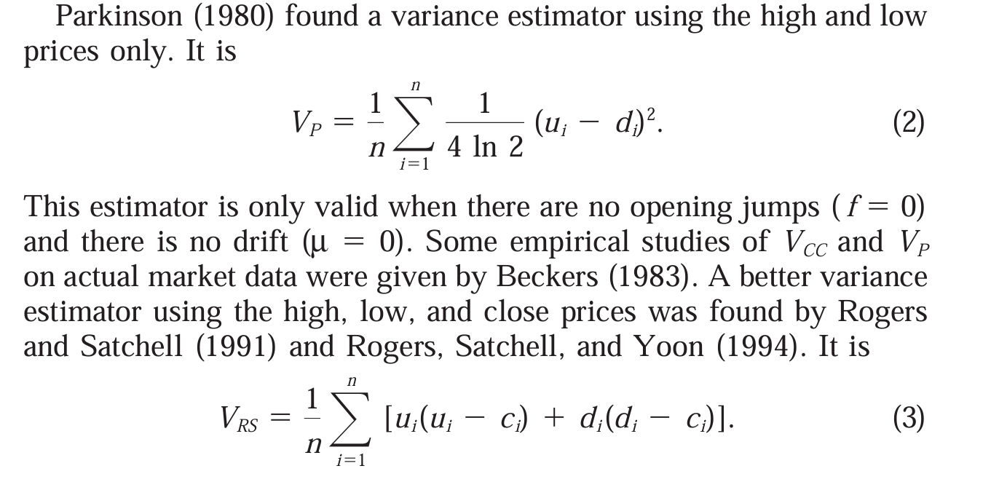 Parkinson (1980) found a variance estimator using the high and low
prices only. It is
V_P = \frac{1}{n} \sum_{i=1}^{n} \frac{1}{4 \ln 2} (u_i − d_i)^2. (2)
This estimator is only valid when there are no opening jumps (f = 0)
and there is no drift (μ = 0). Some empirical studies of V_{CC} and V_P
on actual market data were given by Beckers (1983). A better variance
estimator using the high, low, and close prices was found by Rogers
and Satchell (1991) and Rogers, Satchell, and Yoon (1994). It is
V_{RS} = \frac{1}{n} \sum_{i=1}^{n} [u_i(u_i − c_i) + d_i(d_i − c_i)]. (3)